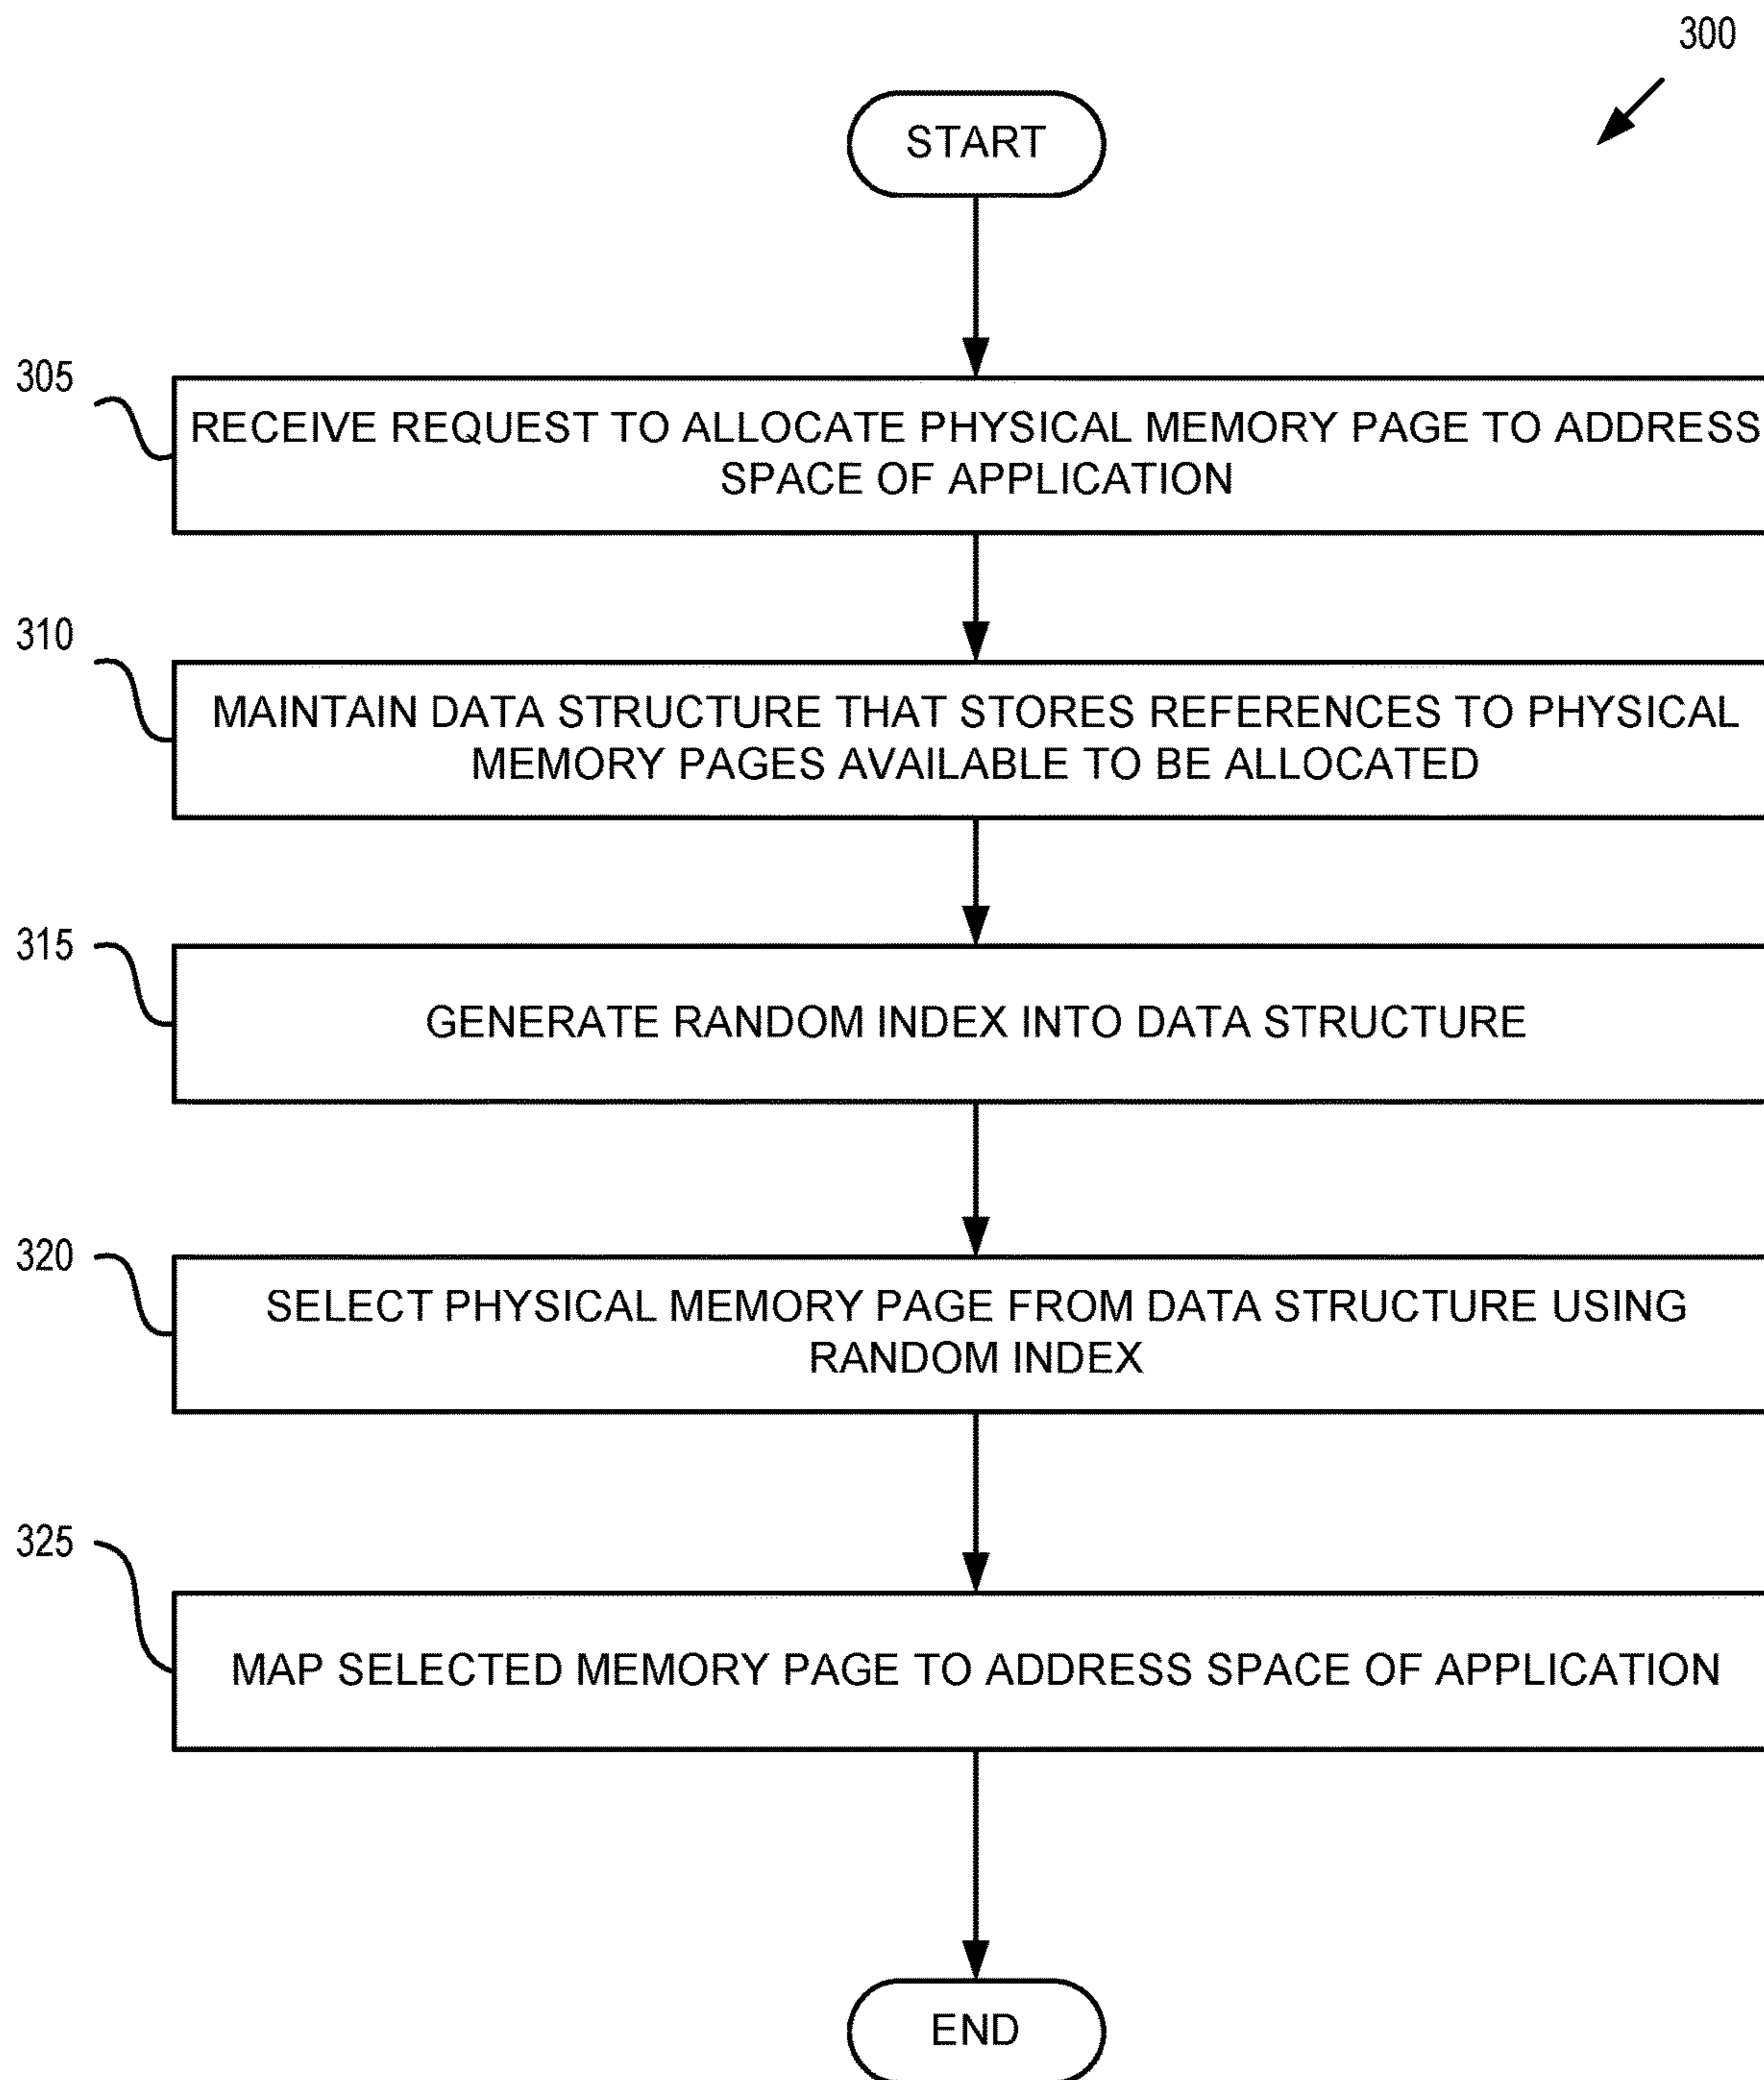 300
START
305
RECEIVE REQUEST TO ALLOCATE PHYSICAL MEMORY PAGE TO ADDRESS
SPACE OF APPLICATION
310
MAINTAIN DATA STRUCTURE THAT STORES REFERENCES TO PHYSICAL
MEMORY PAGES AVAILABLE TO BE ALLOCATED
315
GENERATE RANDOM INDEX INTO DATA STRUCTURE
320
SELECT PHYSICAL MEMORY PAGE FROM DATA STRUCTURE USING
RANDOM INDEX
325
MAP SELECTED MEMORY PAGE TO ADDRESS SPACE OF APPLICATION
END